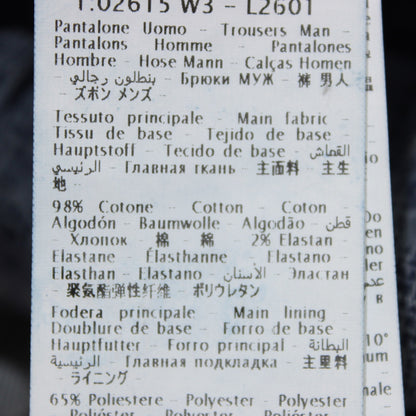 1:02615 W3 - L2601
Pantalone Uomo - Trousers Man -
Pantalons Homme - Pantalones
Hombre - Hose Mann - Calças Homen
- بنطلون رجالي - Брюки МУЖ - 裤 男人
- ズボン メンズ -
Tessuto principale - Main fabric -
Tissu de base - Tejido de base -
Hauptstoff - Tecido de base - القماش
الرئيسي - Главная ткань - 主面料 - 主生
地 -
98% Cotone - Cotton - Coton -
Algodón - Baumwolle - Algodão - قطن
- Хлопок 棉 - 綿 2% Elastan -
Elastane - Élasthanne - Elastano -
Elasthan - Elastano - الأستان - Эластан
- 聚氨酯弹性纤维 - ポリウレタン
Fodera principale - Main lining -
Doublure de base - Forro de base -
Hauptfutter - Forro principal - البطانة
الرئيسية - Главная подкладка - 主里料
- ライニング -
65% Poliestere - Polyester - Polyester
10°